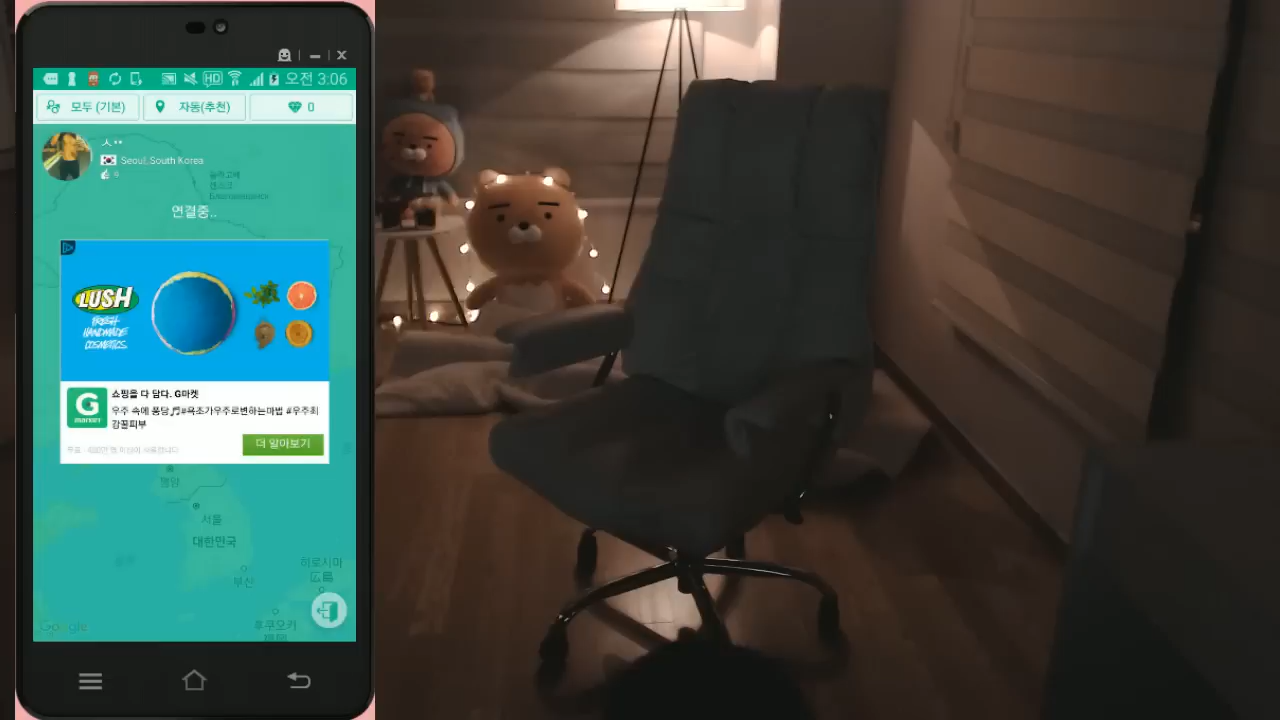 HD 오전 3:06
모두 (기본) 자동(추천) 0
ㅅ••
Seoul, South Korea
연결중..
LUSH
FRESH
HANDMADE
COSMETICS
쇼핑을 다 담다. G마켓
우주 속에 퐁당🎵#욕조가우주로변하는마법 #우주최
강꿀피부
G
더 알아보기
평양
서울
대한민국
부산
히로시마
후쿠오카
Google